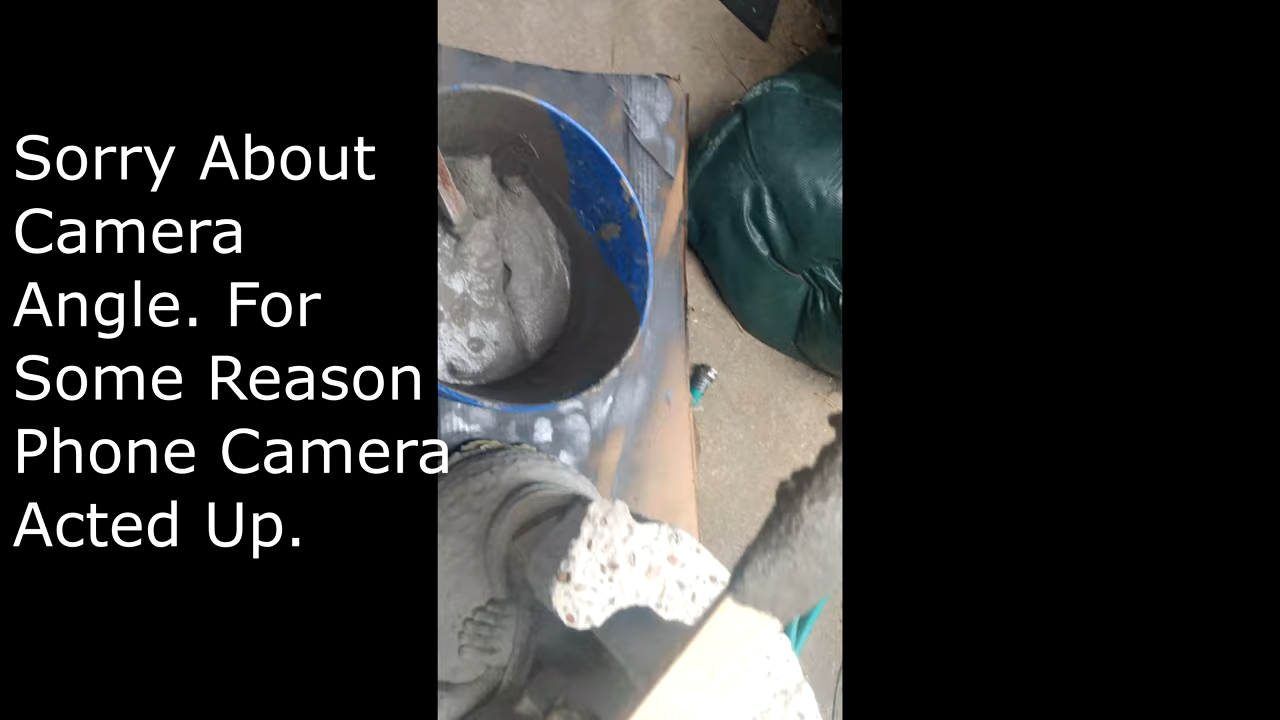 Sorry About
Camera
Angle. For
Some Reason
Phone Camera
Acted Up.